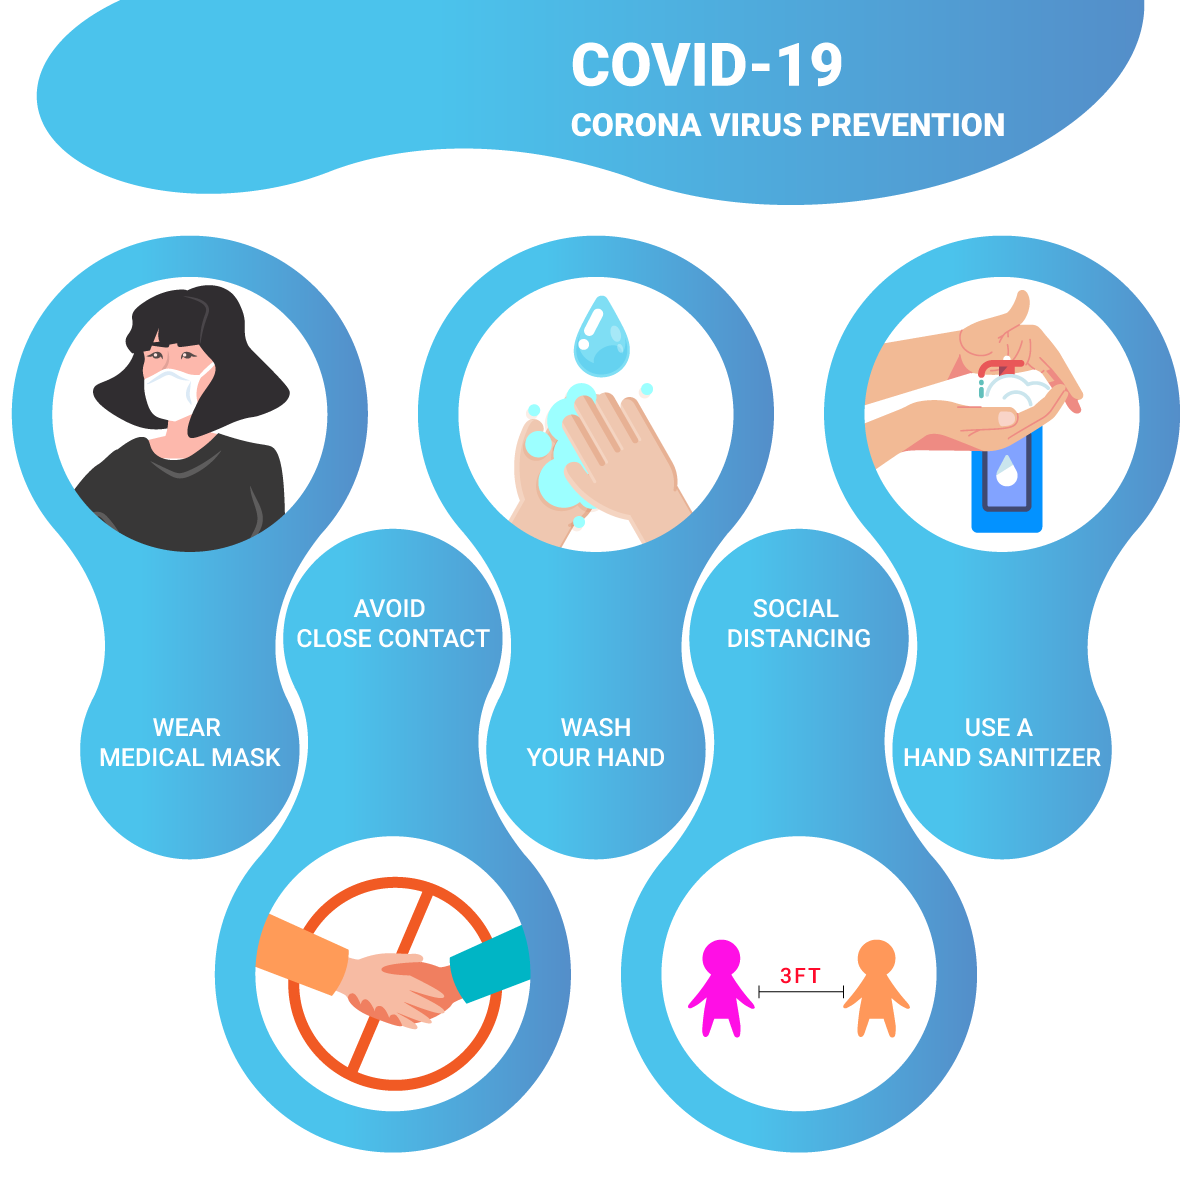 COVID-19
CORONA VIRUS PREVENTION
WEAR
MEDICAL MASK
AVOID
CLOSE CONTACT
WASH
YOUR HAND
SOCIAL
DISTANCING
USE A
HAND SANITIZER
3FT